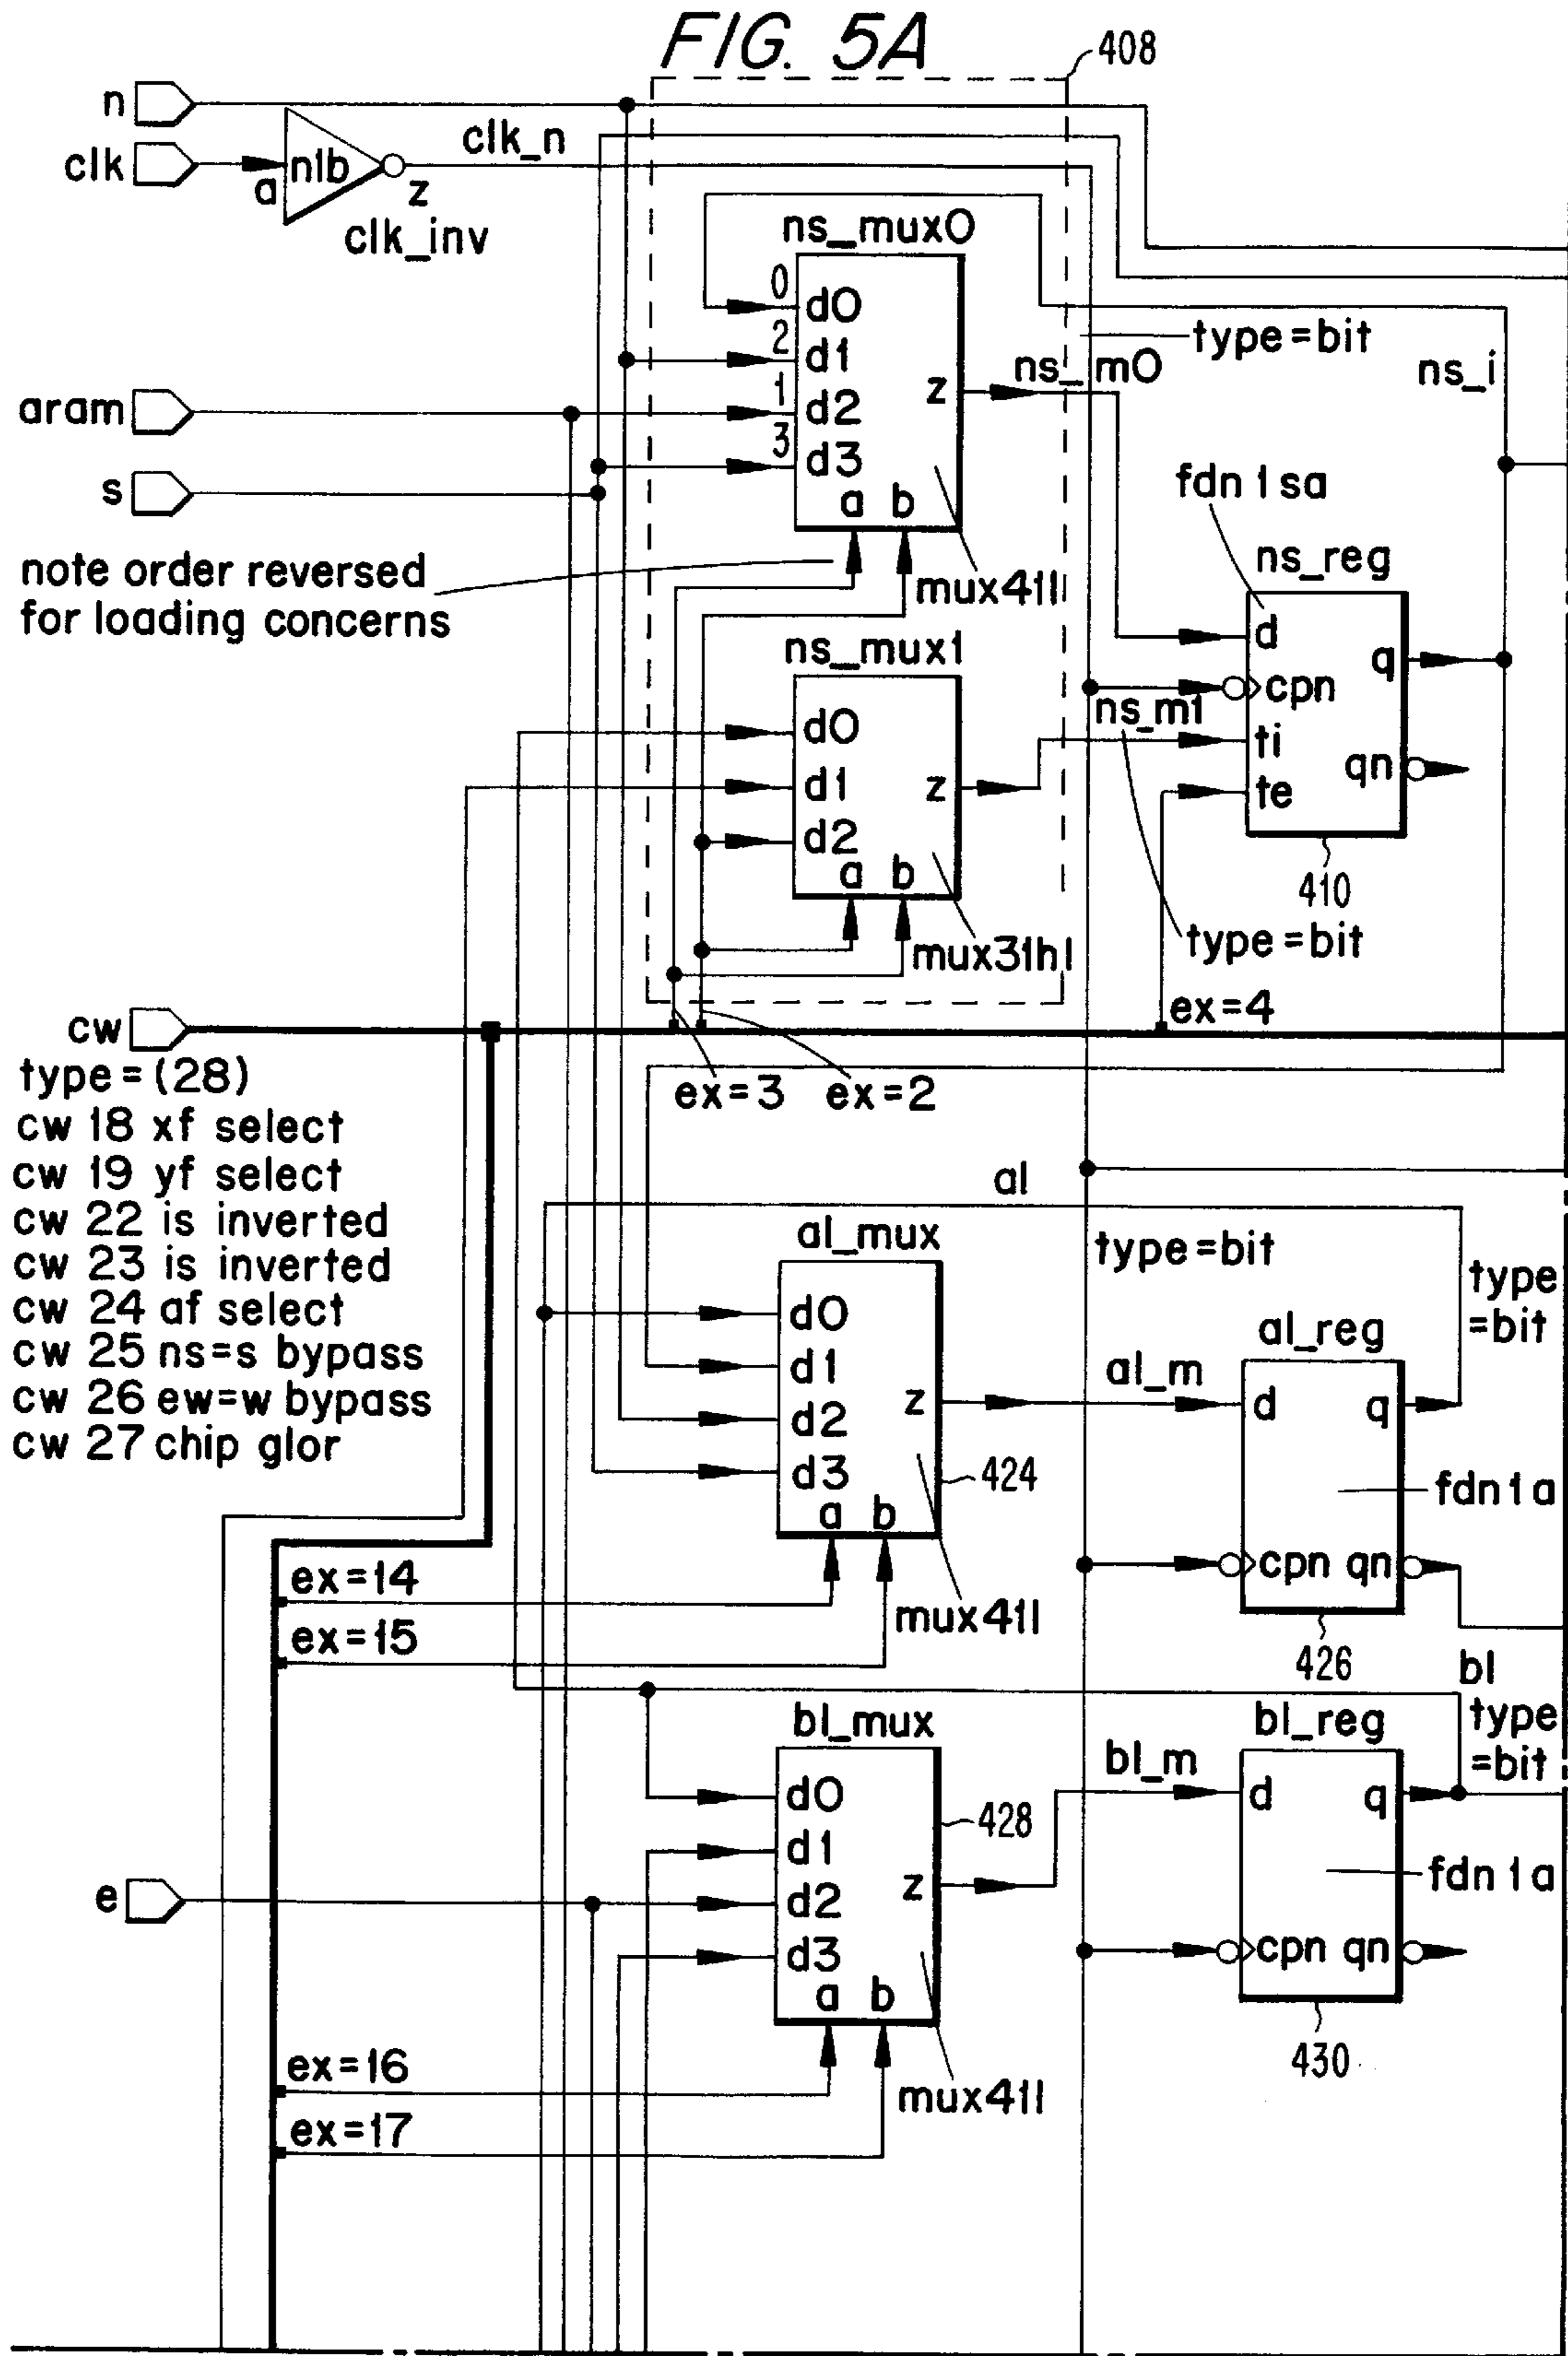 FIG. 5A
408
n
clk
a
n1b
z
clk_n
clk_inv
ns_mux0
0
d0
2
d1
1
d2
3
d3
z
a b
mux41l
aram
s
note order reversed
for loading concerns
ns_m0
type=bit
ns_i
fdn1sa
ns_reg
d
q
cpn
ns_m1
ti
qn
te
410
type=bit
ns_mux1
d0
d1
z
d2
a b
mux31hl
ex=4
cw
type=(28)
ex=3 ex=2
cw 18 xf select
cw 19 yf select
cw 22 is inverted
cw 23 is inverted
cw 24 af select
cw 25 ns=s bypass
cw 26 ew=w bypass
cw 27 chip glor
al
al_mux
type=bit
type
=bit
d0
d1
z
d2
d3
a b
424
mux41l
al_m
al_reg
d q
fdn1a
cpn qn
426
ex=14
ex=15
bl
type
=bit
bl_mux
d0
d1
z
d2
d3
a b
428
mux41l
bl_m
bl_reg
d q
fdn1a
cpn qn
430
e
ex=16
ex=17